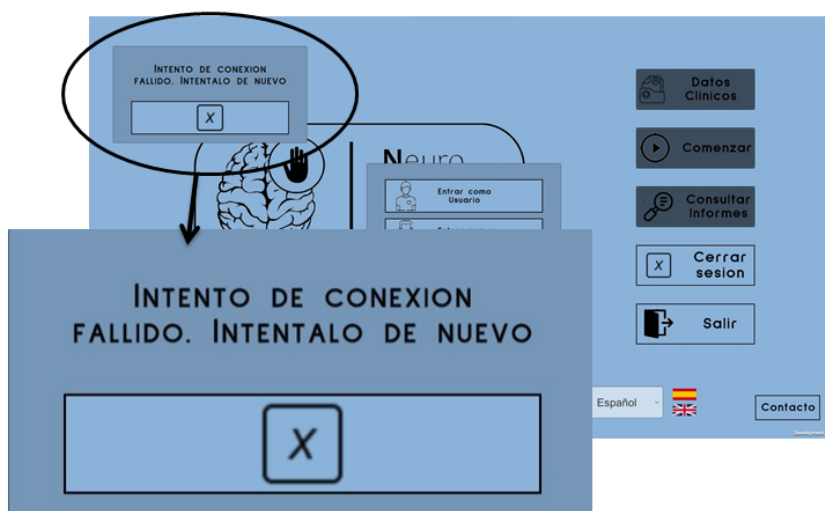 INTENTO DE CONEXION
FALLIDO. INTENTALO DE NUEVO
X
Neuro
Entrar como
Usuario
Datos
Clinicos
Comenzar
Consultar
Informes
X
Cerrar
sesion
Salir
INTENTO DE CONEXION
FALLIDO. INTENTALO DE NUEVO
X
Español
Contacto
Development